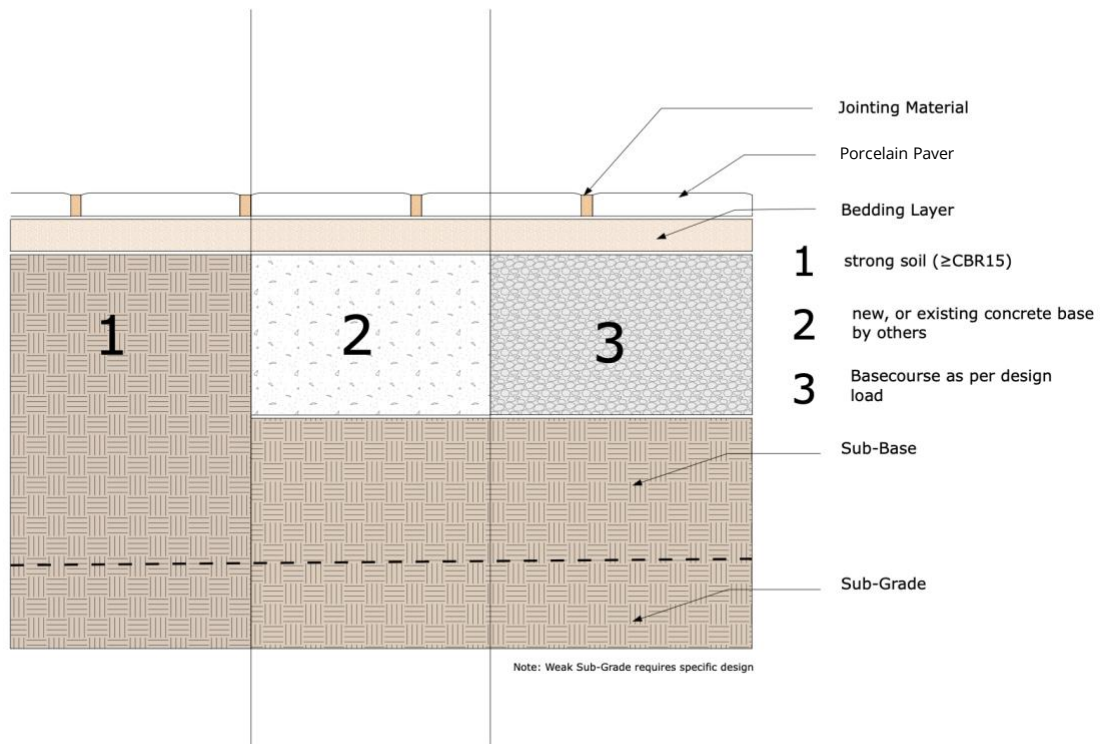 Jointing Material
Porcelain Paver
Bedding Layer
1 strong soil (≥CBR15)
1
2
3
2 new, or existing concrete base
by others
3 Basecourse as per design
load
Sub-Base
Sub-Grade
Note: Weak Sub-Grade requires specific design